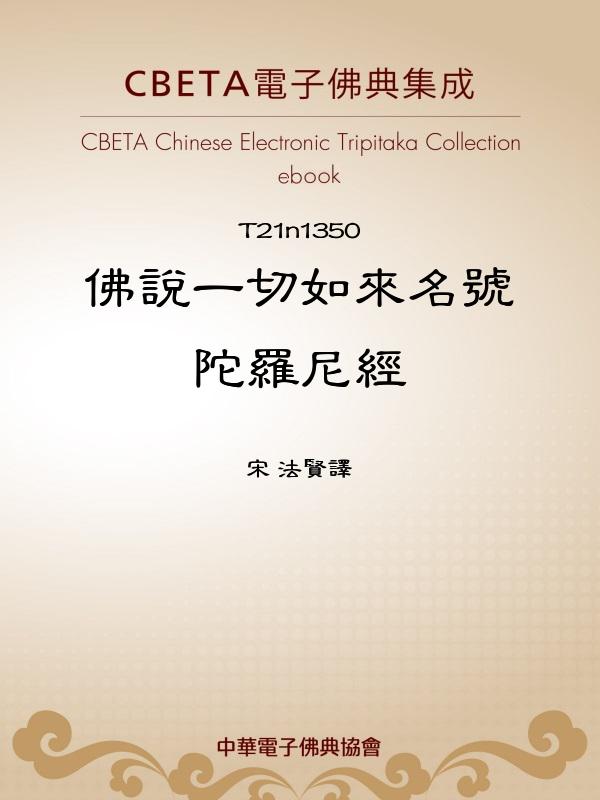 CBETA電子佛典集成
CBETA Chinese Electronic Tripitaka Collection
ebook
T21n1350
佛說一切如來名號
陀羅尼經
宋 法賢譯
中華電子佛典協會